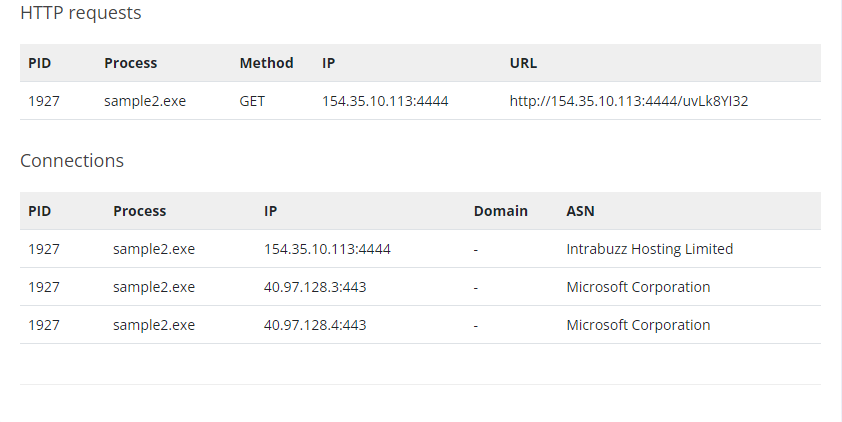 HTTP requests
PID Process Method IP URL
1927 sample2.exe GET 154.35.10.113:4444 http://154.35.10.113:4444/uvLk8YI32
Connections
PID Process IP Domain ASN
1927 sample2.exe 154.35.10.113:4444 - Intrabuzz Hosting Limited
1927 sample2.exe 40.97.128.3:443 - Microsoft Corporation
1927 sample2.exe 40.97.128.4:443 - Microsoft Corporation